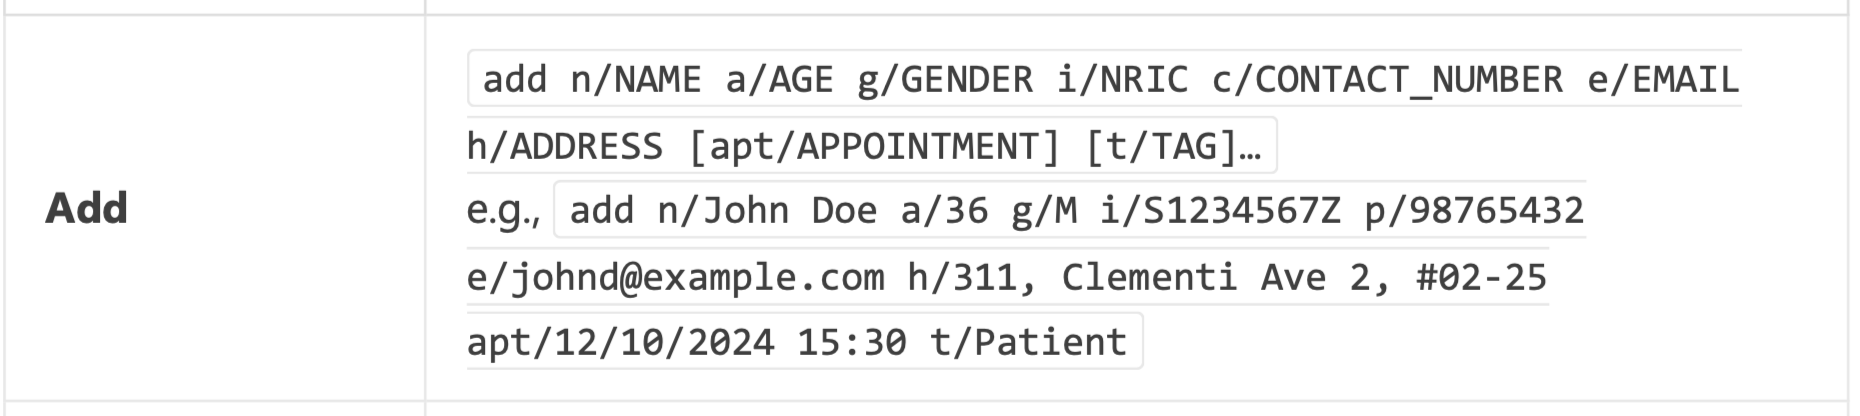 Add
add n/NAME a/AGE g/GENDER i/NRIC c/CONTACT_NUMBER e/EMAIL
h/ADDRESS [apt/APPOINTMENT] [t/TAG]…
e.g., add n/John Doe a/36 g/M i/S1234567Z p/98765432
e/johnd@example.com h/311, Clementi Ave 2, #02-25
apt/12/10/2024 15:30 t/Patient